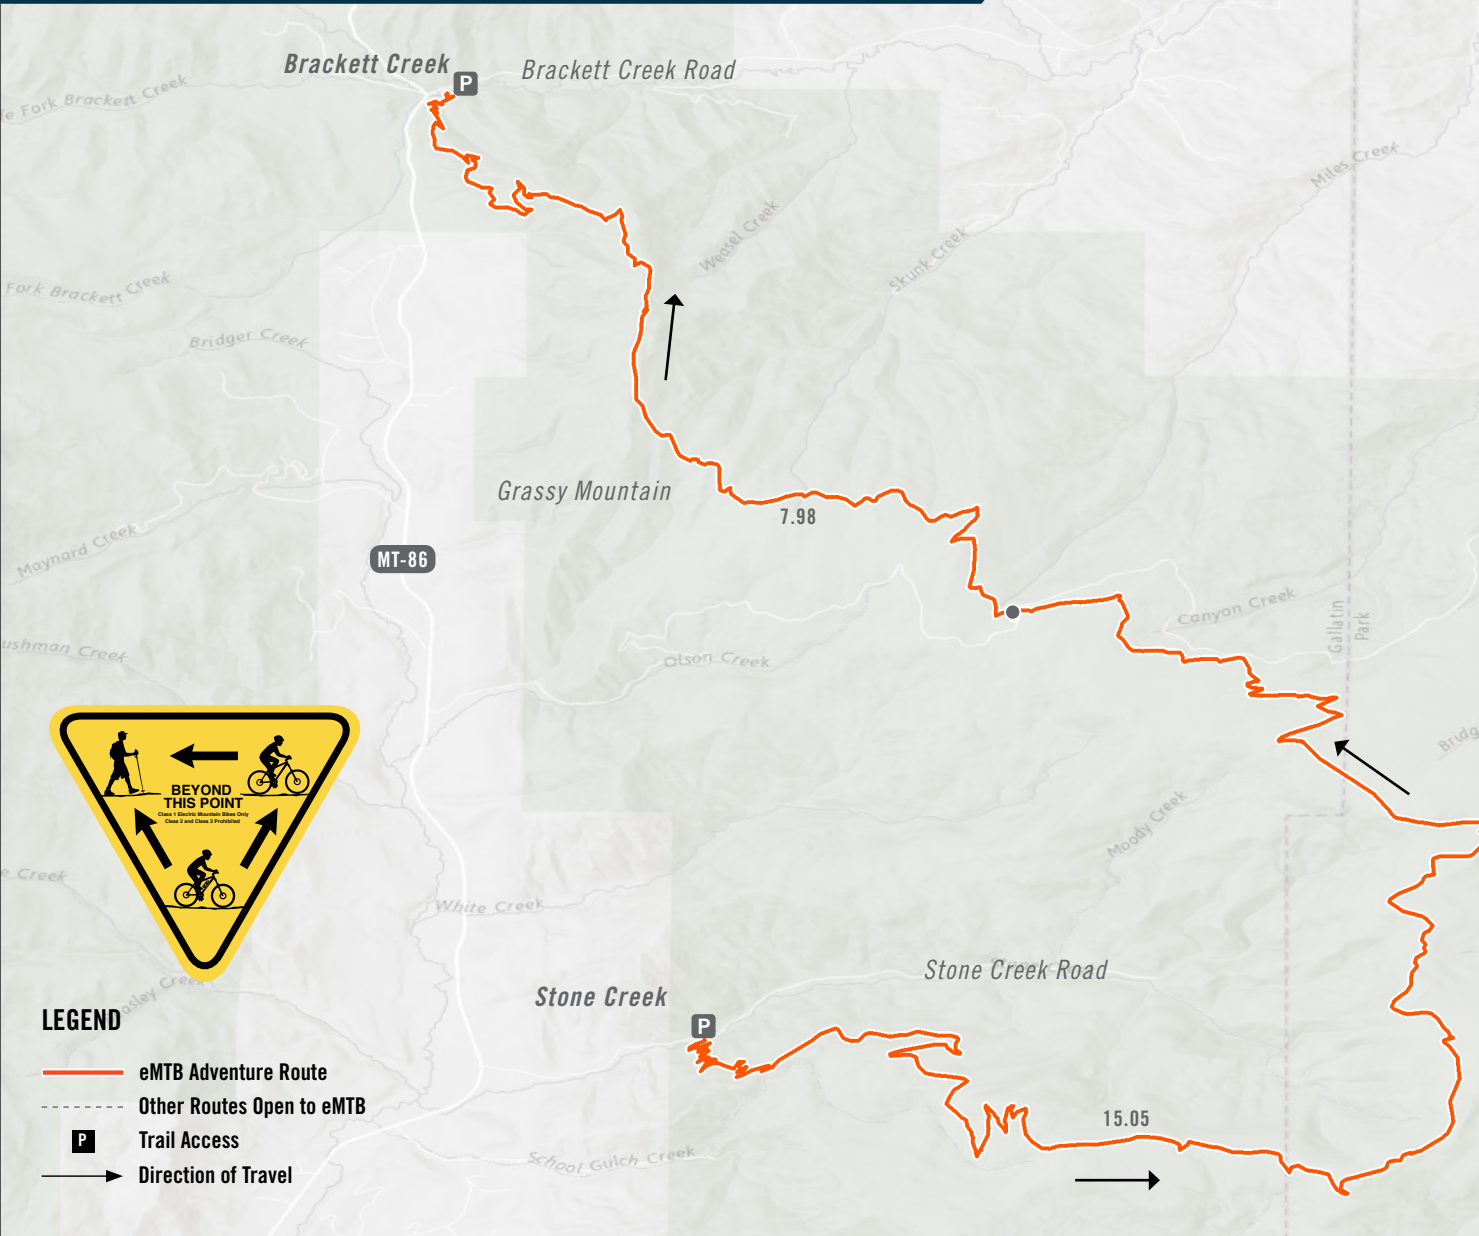 Brackett Creek
P
Brackett Creek Road
Fork Brackett Creek
Miles Creek
Weasel Creek
Skunk Creek
Fork Brackett Creek
Bridger Creek
Grassy Mountain
7.98
Maynard Creek
MT-86
Canyon Creek
Gallatin
Park
Olson Creek
BEYOND
THIS POINT
Class 1 Electric Mountain Bikes Only
Class 2 and Class 3 Prohibited
Moody Creek
Creek
White Creek
Stone Creek Road
Stone Creek
P
LEGEND
eMTB Adventure Route
Other Routes Open to eMTB
P
Trail Access
Direction of Travel
15.05
School Gulch Creek